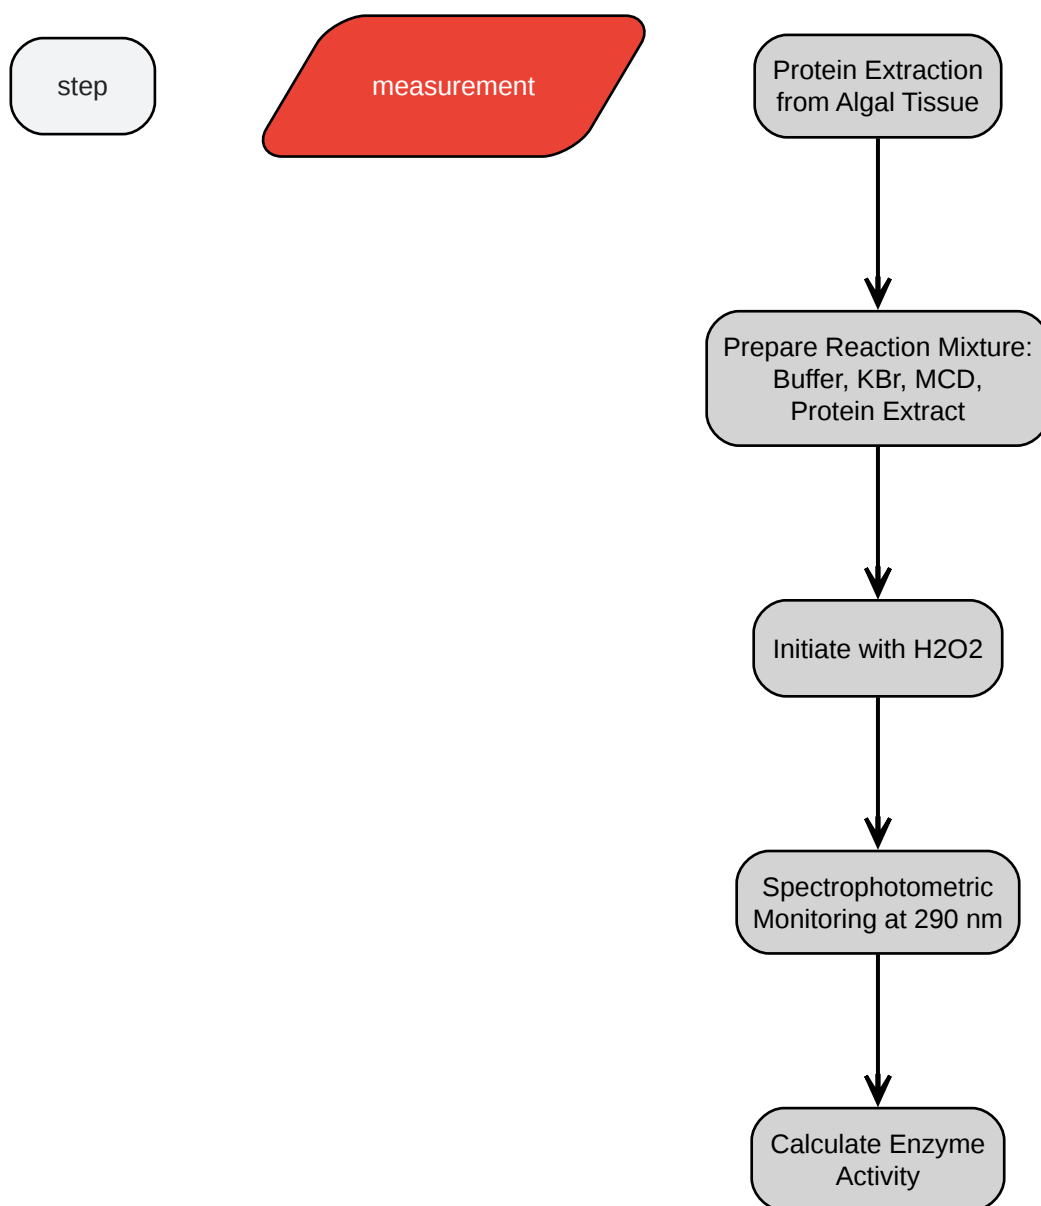 step
measurement
Protein Extraction
from Algal Tissue
Prepare Reaction Mixture:
Buffer, KBr, MCD,
Protein Extract
Initiate with H2O2
Spectrophotometric
Monitoring at 290 nm
Calculate Enzyme
Activity